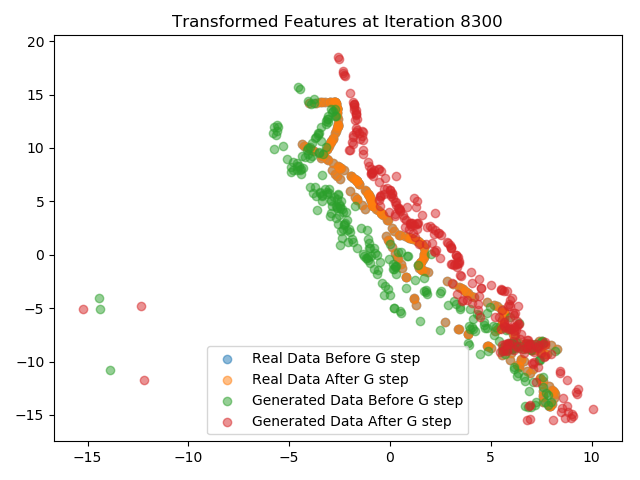 Transformed Features at Iteration 8300
20
15
10
5
0
−5
−10
−15
Real Data Before G step
Real Data After G step
Generated Data Before G step
Generated Data After G step
−15 −10 −5 0 5 10